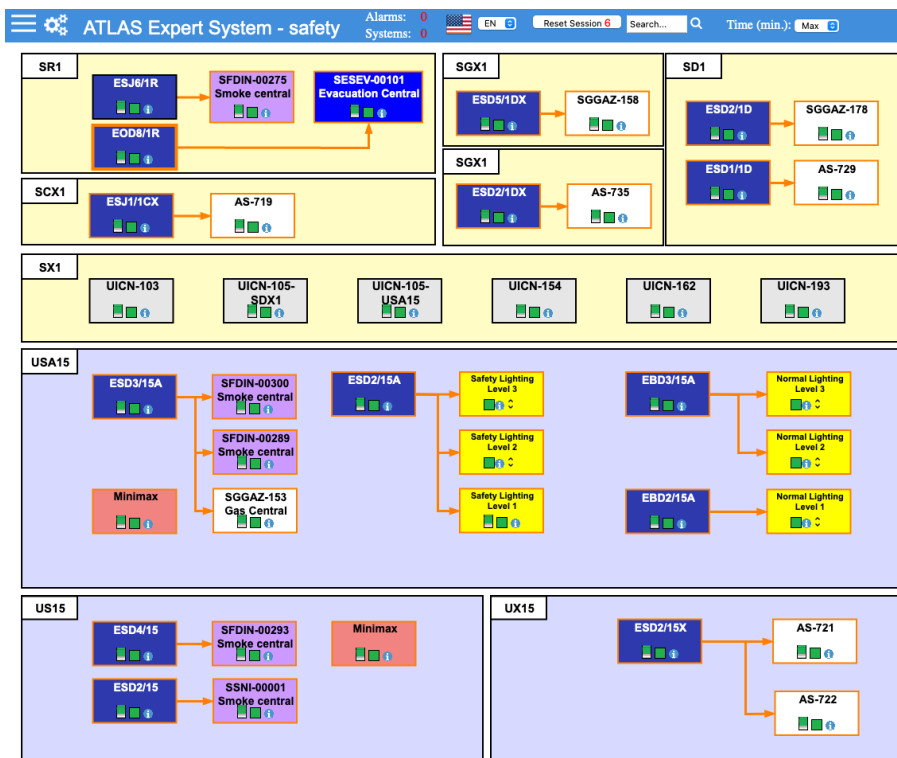 ATLAS Expert System - safety
Alarms: 0
Systems: 0
EN
Reset Session 6
Search...
Time (min.): Max
SR1
ESJ6/1R
SFDIN-00275
Smoke central
SESEV-00101
Evacuation Central
EOD8/1R
SGX1
ESD5/1DX
SGGAZ-158
SD1
ESD2/1D
SGGAZ-178
ESD1/1D
AS-729
SCX1
ESJ1/1CX
AS-719
SGX1
ESD2/1DX
AS-735
SX1
UICN-103
UICN-105-
SDX1
UICN-105-
USA15
UICN-154
UICN-162
UICN-193
USA15
ESD3/15A
SFDIN-00300
Smoke central
SFDIN-00289
Smoke central
Minimax
SGGAZ-153
Gas Central
ESD2/15A
Safety Lighting
Level 3
Safety Lighting
Level 2
Safety Lighting
Level 1
EBD3/15A
Normal Lighting
Level 3
Normal Lighting
Level 2
EBD2/15A
Normal Lighting
Level 1
US15
ESD4/15
SFDIN-00293
Smoke central
Minimax
ESD2/15
SSNI-00001
Smoke central
UX15
ESD2/15X
AS-721
AS-722